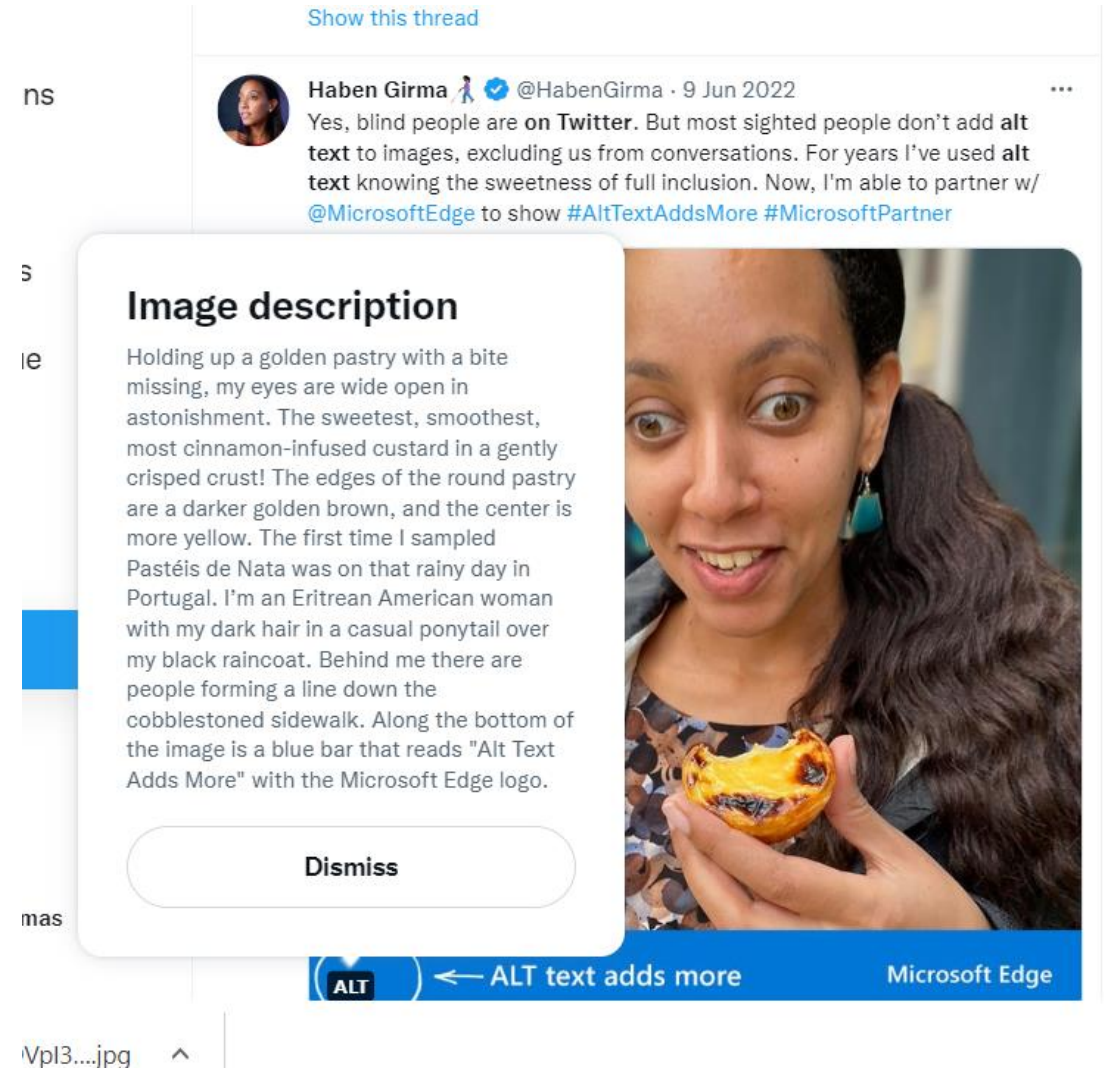 Show this thread
ns
Haben Girma @HabenGirma · 9 Jun 2022
Yes, blind people are on Twitter. But most sighted people don’t add alt
text to images, excluding us from conversations. For years I’ve used alt
text knowing the sweetness of full inclusion. Now, I'm able to partner w/
@MicrosoftEdge to show #AltTextAddsMore #MicrosoftPartner
s
Image description
Holding up a golden pastry with a bite
missing, my eyes are wide open in
astonishment. The sweetest, smoothest,
most cinnamon-infused custard in a gently
crisped crust! The edges of the round pastry
are a darker golden brown, and the center is
more yellow. The first time I sampled
Pastéis de Nata was on that rainy day in
Portugal. I’m an Eritrean American woman
with my dark hair in a casual ponytail over
my black raincoat. Behind me there are
people forming a line down the
cobblestoned sidewalk. Along the bottom of
the image is a blue bar that reads "Alt Text
Adds More" with the Microsoft Edge logo.
Dismiss
mas
ALT
ALT text adds more
Microsoft Edge